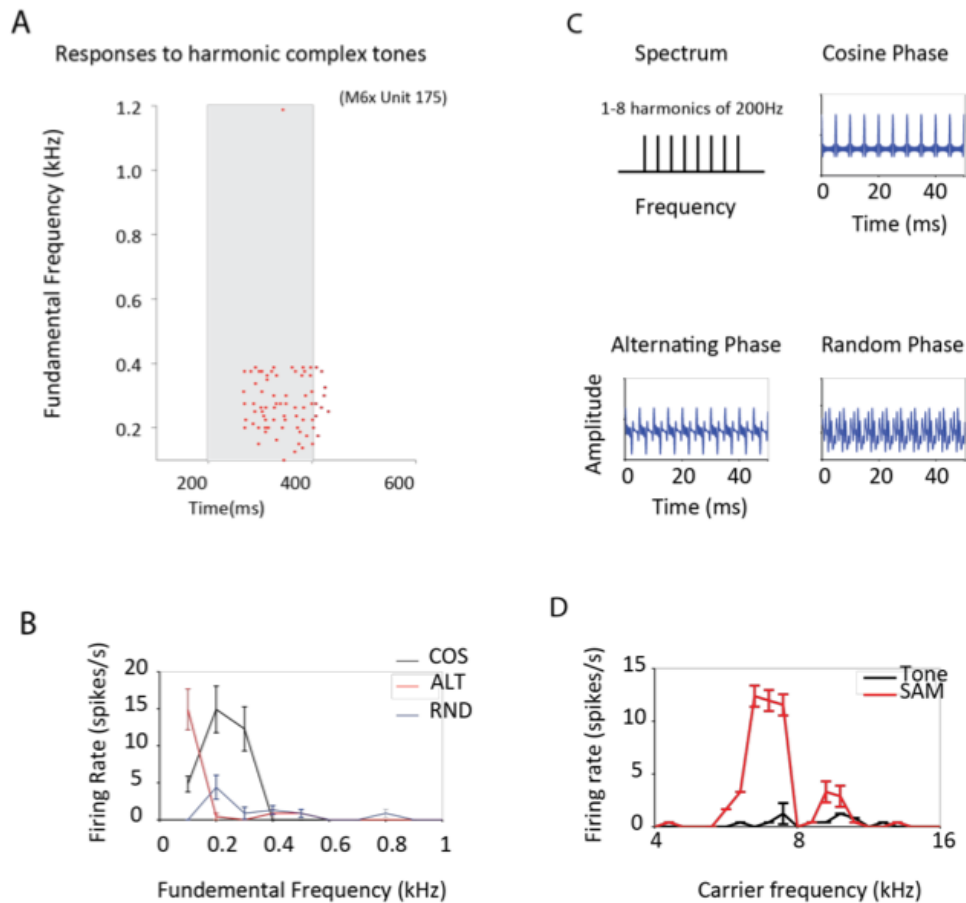 A
Responses to harmonic complex tones
(M6x Unit 175)
Fundamental Frequency (kHz)
1.2
1.0
0.8
0.6
0.4
0.2
200
400
600
Time(ms)
C
Spectrum
1-8 harmonics of 200Hz
Frequency
Cosine Phase
0
20
40
Time (ms)
Alternating Phase
Amplitude
0
20
40
Time (ms)
Random Phase
0
20
40
Time (ms)
B
Firing Rate (spikes/s)
20
15
10
5
0
COS
ALT
RND
0
0.2
0.4
0.6
0.8
1
Fundemental Frequency (kHz)
D
Firing rate (spikes/s)
15
10
5
0
Tone
SAM
4
8
16
Carrier frequency (kHz)